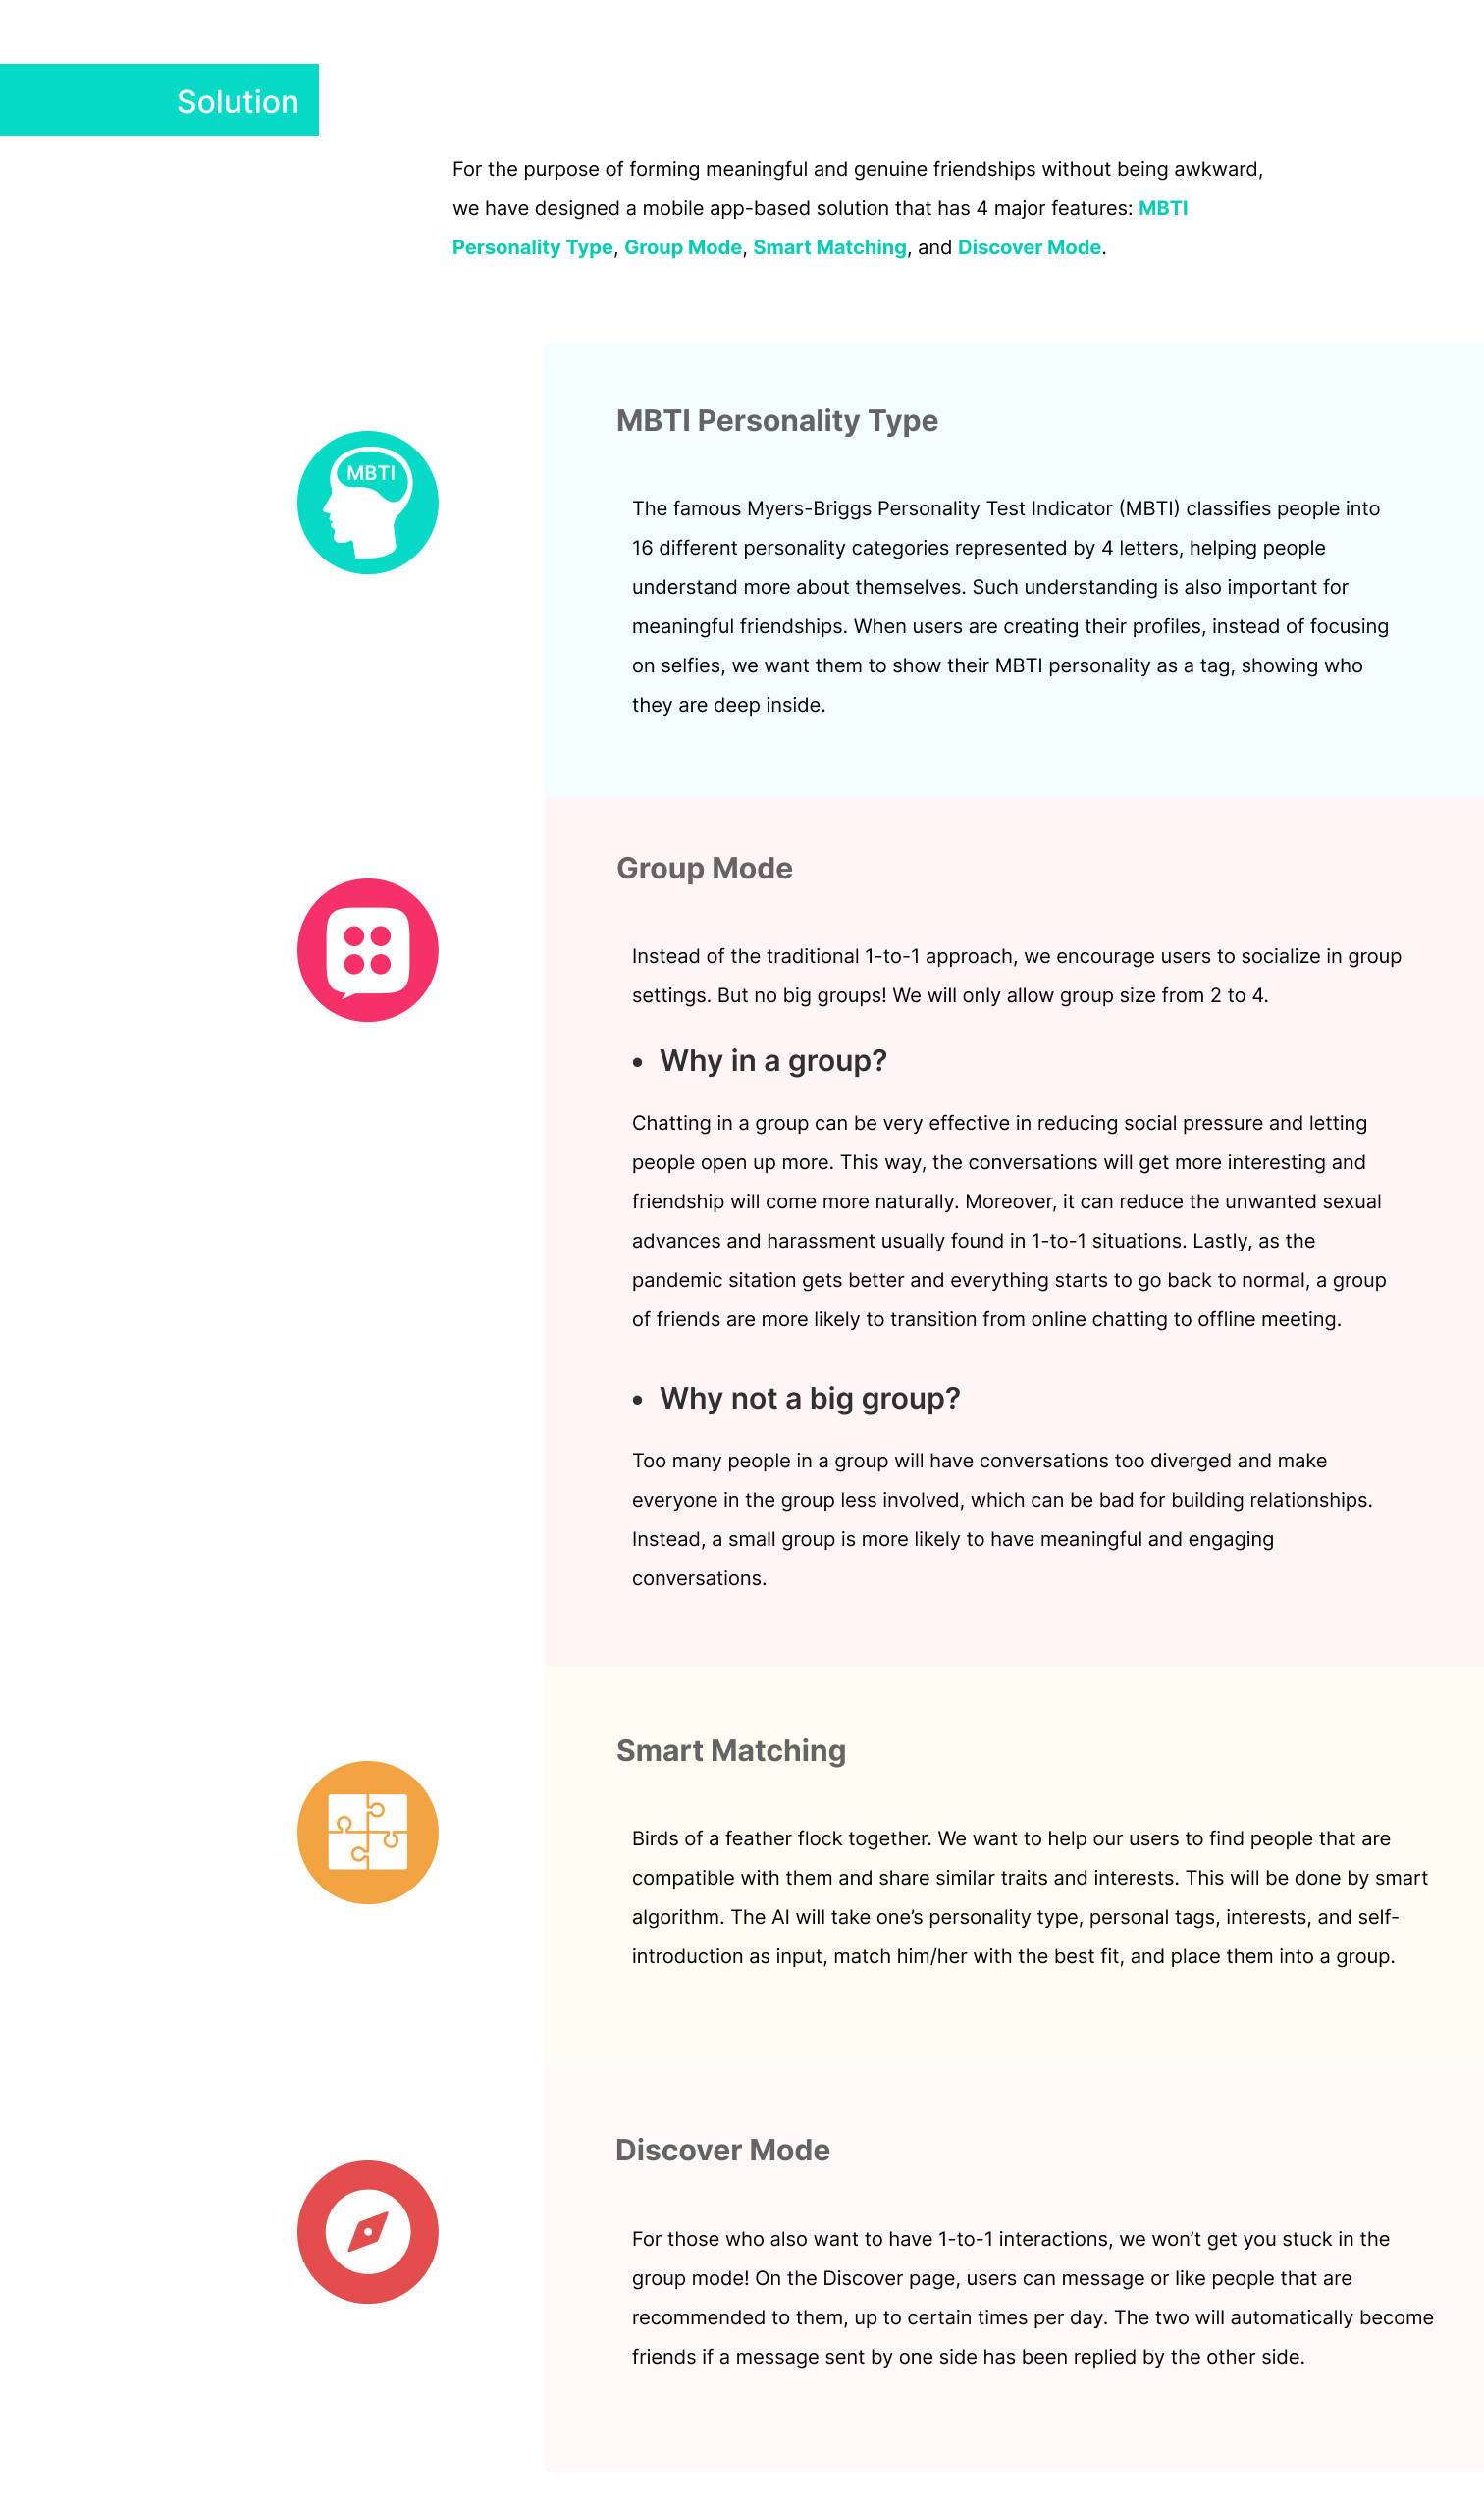 Solution
For the purpose of forming meaningful and genuine friendships without being awkward,
we have designed a mobile app-based solution that has 4 major features: MBTI
Personality Type, Group Mode, Smart Matching, and Discover Mode.
MBTI Personality Type
MBTI
The famous Myers-Briggs Personality Test Indicator (MBTI) classifies people into
16 different personality categories represented by 4 letters, helping people
understand more about themselves. Such understanding is also important for
meaningful friendships. When users are creating their profiles, instead of focusing
on selfies, we want them to show their MBTI personality as a tag, showing who
they are deep inside.
Group Mode
Instead of the traditional 1-to-1 approach, we encourage users to socialize in group
settings. But no big groups! We will only allow group size from 2 to 4.
• Why in a group?
Chatting in a group can be very effective in reducing social pressure and letting
people open up more. This way, the conversations will get more interesting and
friendship will come more naturally. Moreover, it can reduce the unwanted sexual
advances and harassment usually found in 1-to-1 situations. Lastly, as the
pandemic sitation gets better and everything starts to go back to normal, a group
of friends are more likely to transition from online chatting to offline meeting.
• Why not a big group?
Too many people in a group will have conversations too diverged and make
everyone in the group less involved, which can be bad for building relationships.
Instead, a small group is more likely to have meaningful and engaging
conversations.
Smart Matching
Birds of a feather flock together. We want to help our users to find people that are
compatible with them and share similar traits and interests. This will be done by smart
algorithm. The AI will take one’s personality type, personal tags, interests, and self-
introduction as input, match him/her with the best fit, and place them into a group.
Discover Mode
For those who also want to have 1-to-1 interactions, we won’t get you stuck in the
group mode! On the Discover page, users can message or like people that are
recommended to them, up to certain times per day. The two will automatically become
friends if a message sent by one side has been replied by the other side.